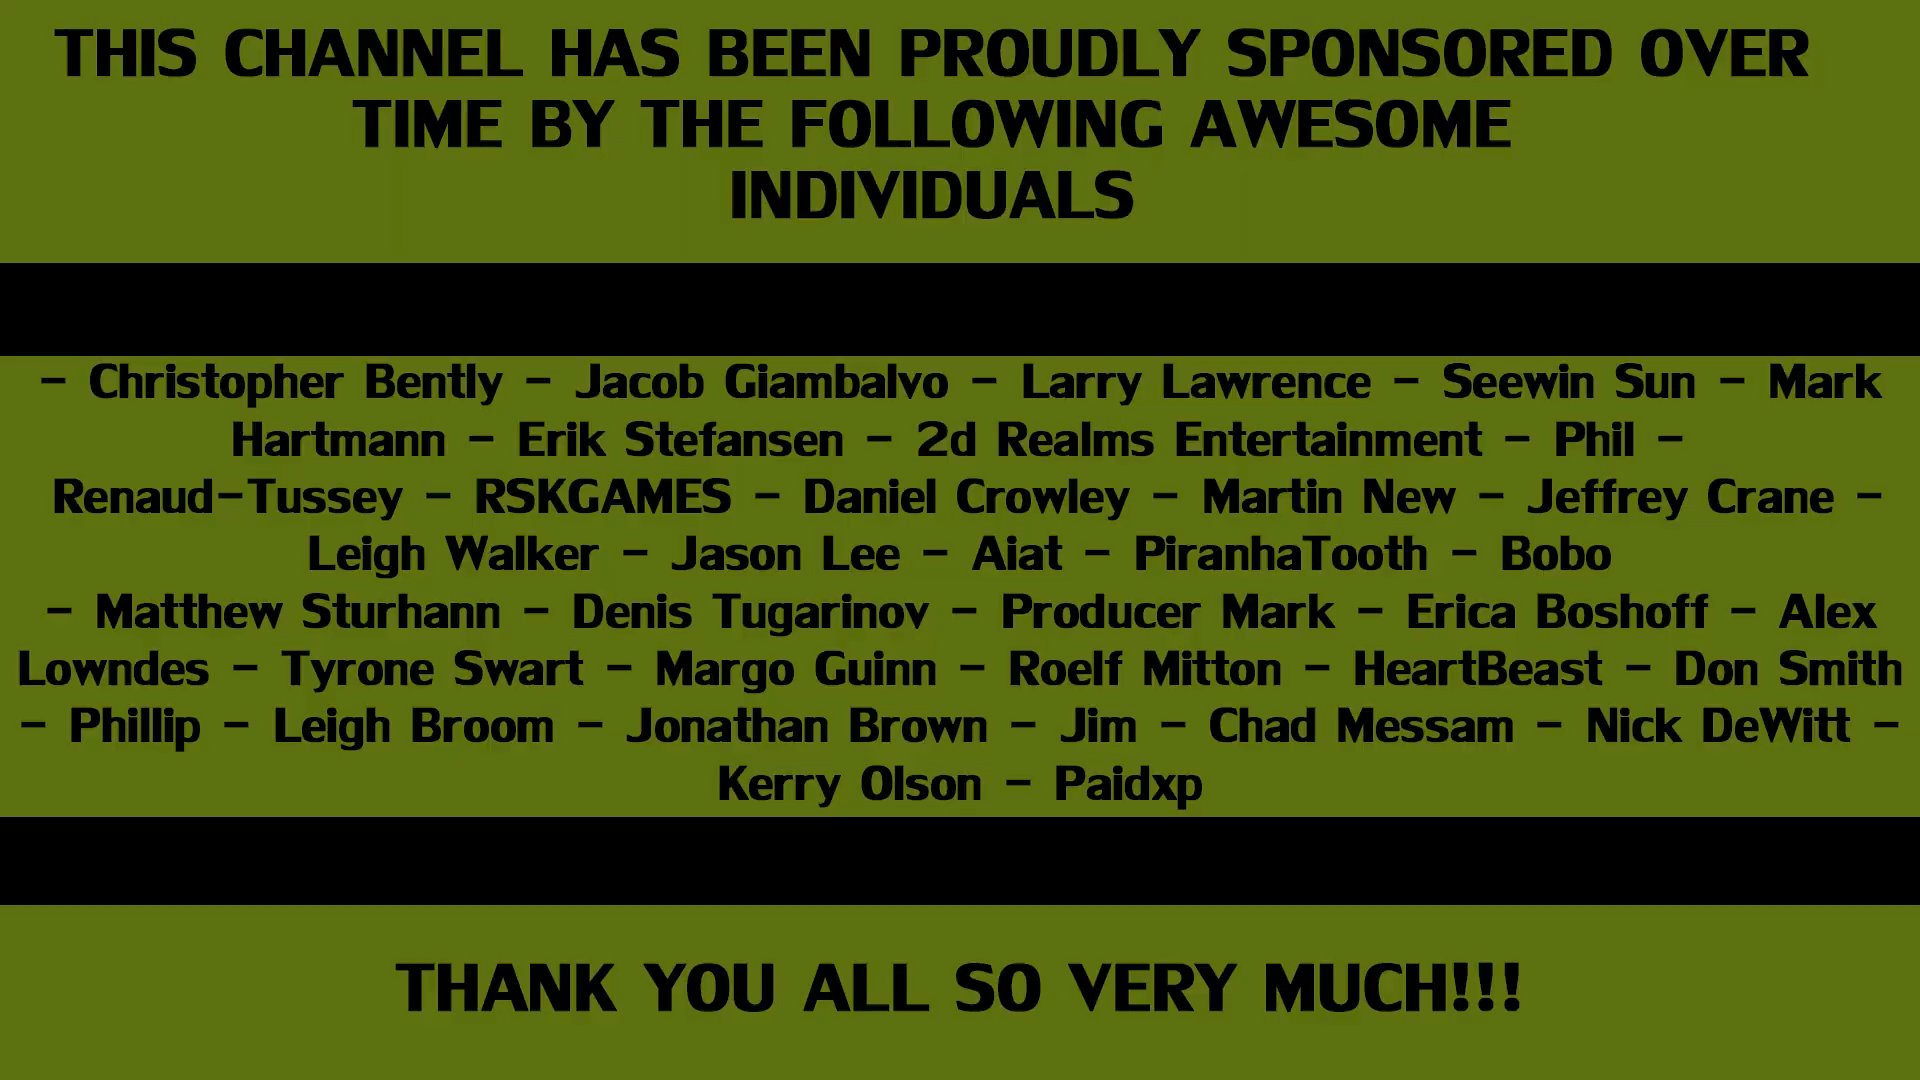 THIS CHANNEL HAS BEEN PROUDLY SPONSORED OVER
TIME BY THE FOLLOWING AWESOME
INDIVIDUALS
- Christopher Bently - Jacob Giambalvo - Larry Lawrence - Seewin Sun - Mark
Hartmann - Erik Stefansen - 2d Realms Entertainment - Phil -
Renaud-Tussey - RSKGAMES - Daniel Crowley - Martin New - Jeffrey Crane -
Leigh Walker - Jason Lee - Aiat - PiranhaTooth - Bobo
- Matthew Sturhann - Denis Tugarinov - Producer Mark - Erica Boshoff - Alex
Lowndes - Tyrone Swart - Margo Guinn - Roelf Mitton - HeartBeast - Don Smith
- Phillip - Leigh Broom - Jonathan Brown - Jim - Chad Messam - Nick DeWitt -
Kerry Olson - Paidxp
THANK YOU ALL SO VERY MUCH!!!